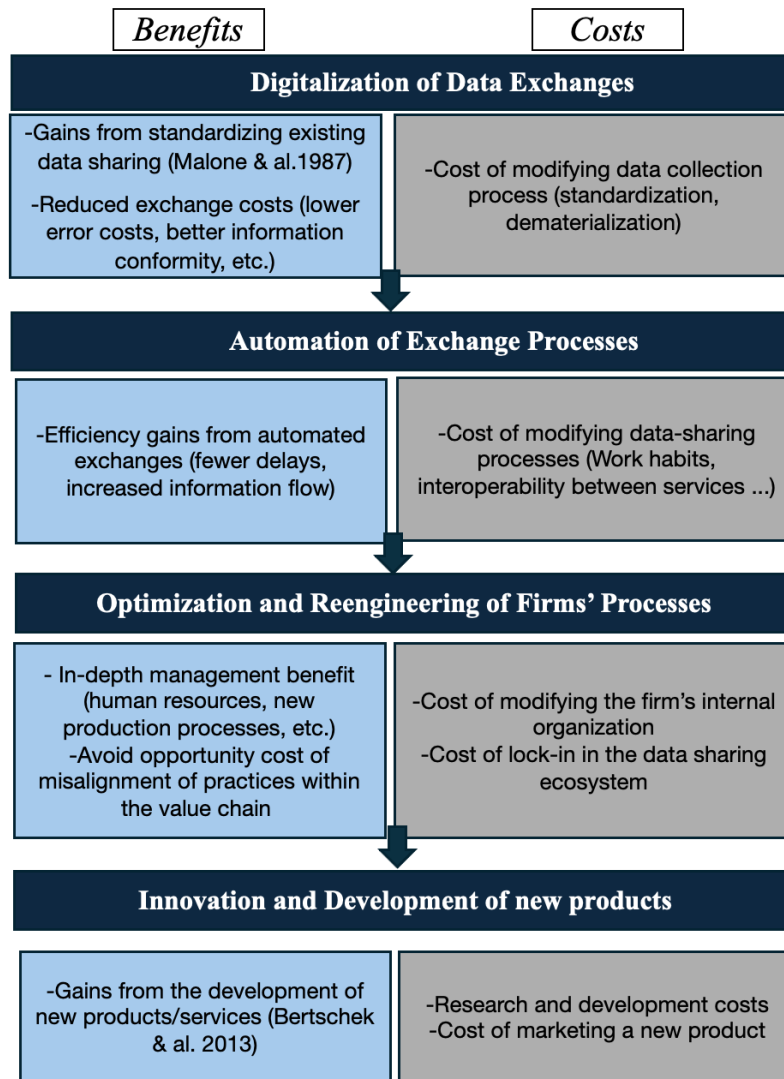 Benefits
Costs
Digitalization of Data Exchanges
-Gains from standardizing existing
data sharing (Malone & al.1987)
-Reduced exchange costs (lower
error costs, better information
conformity, etc.)
-Cost of modifying data collection
process (standardization,
dematerialization)
Automation of Exchange Processes
-Efficiency gains from automated
exchanges (fewer delays,
increased information flow)
-Cost of modifying data-sharing
processes (Work habits,
interoperability between services ...)
Optimization and Reengineering of Firms’ Processes
- In-depth management benefit
(human resources, new
production processes, etc.)
-Avoid opportunity cost of
misalignment of practices within
the value chain
-Cost of modifying the firm’s internal
organization
-Cost of lock-in in the data sharing
ecosystem
Innovation and Development of new products
-Gains from the development of
new products/services (Bertschek
& al. 2013)
-Research and development costs
-Cost of marketing a new product